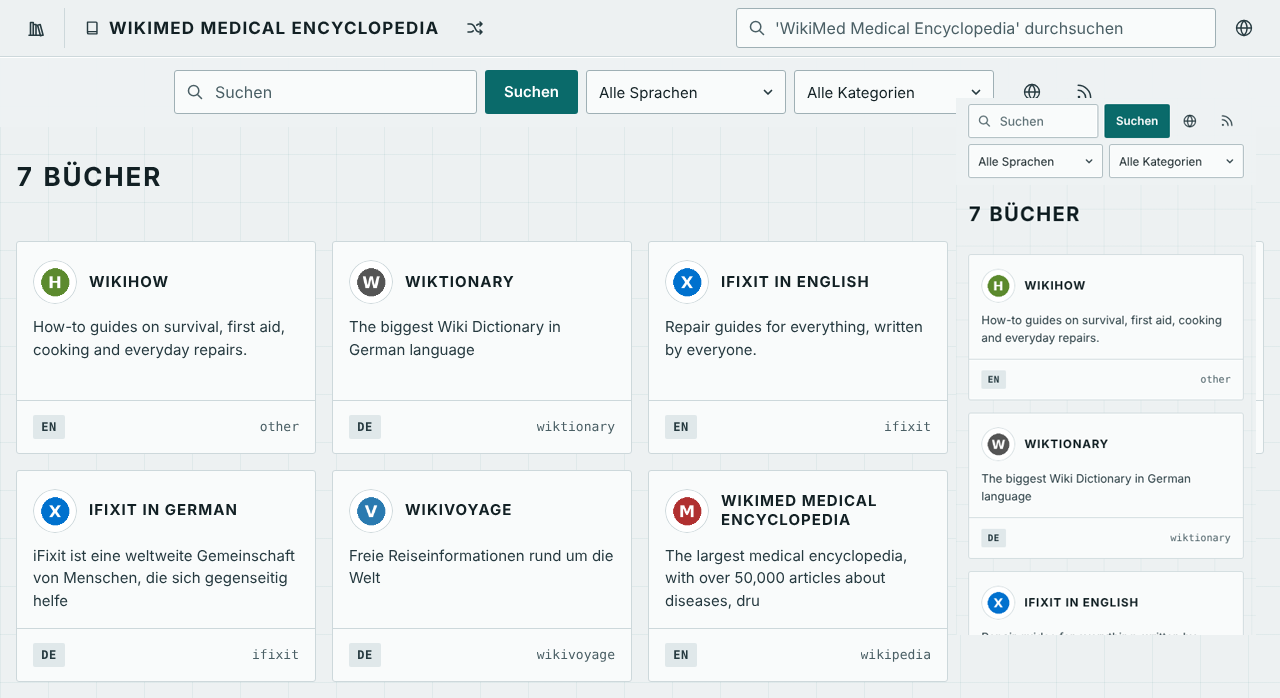 WIKIMED MEDICAL ENCYCLOPEDIA
'WikiMed Medical Encyclopedia' durchsuchen
Suchen
Suchen
Alle Sprachen
Alle Kategorien
7 BÜCHER
H
WIKIHOW
How-to guides on survival, first aid,
cooking and everyday repairs.
EN
other
W
WIKTIONARY
The biggest Wiki Dictionary in
German language
DE
wiktionary
X
IFIXIT IN ENGLISH
Repair guides for everything, written
by everyone.
EN
ifixit
X
IFIXIT IN GERMAN
iFixit ist eine weltweite Gemeinschaft
von Menschen, die sich gegenseitig
helfe
DE
ifixit
V
WIKIVOYAGE
Freie Reiseinformationen rund um die
Welt
DE
wikivoyage
M
WIKIMED MEDICAL
ENCYCLOPEDIA
The largest medical encyclopedia,
with over 50,000 articles about
diseases, dru
EN
wikipedia
Suchen
Suchen
Alle Sprachen
Alle Kategorien
7 BÜCHER
H
WIKIHOW
How-to guides on survival, first aid, cooking
and everyday repairs.
EN
other
W
WIKTIONARY
The biggest Wiki Dictionary in German
language
DE
wiktionary
X
IFIXIT IN ENGLISH